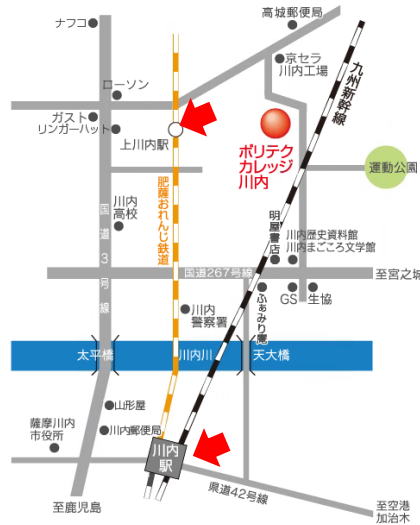 高城郵便局
ナフコ
京セラ
川内工場
九州新幹線
ローソン
ガスト
リンガーハット
上川内駅
ポリテク
カレッジ
川内
運動公園
肥薩おれんじ鉄道
川内
高校
国道3号線
明屋書店
川内歴史資料館
川内まごころ文学館
国道267号線
至宮之城
ふぁみり庵
GS
生協
川内
警察署
太平橋
川内川
天大橋
山形屋
川内郵便局
薩摩川内
市役所
川内
駅
県道42号線
至鹿児島
至空港
加治木